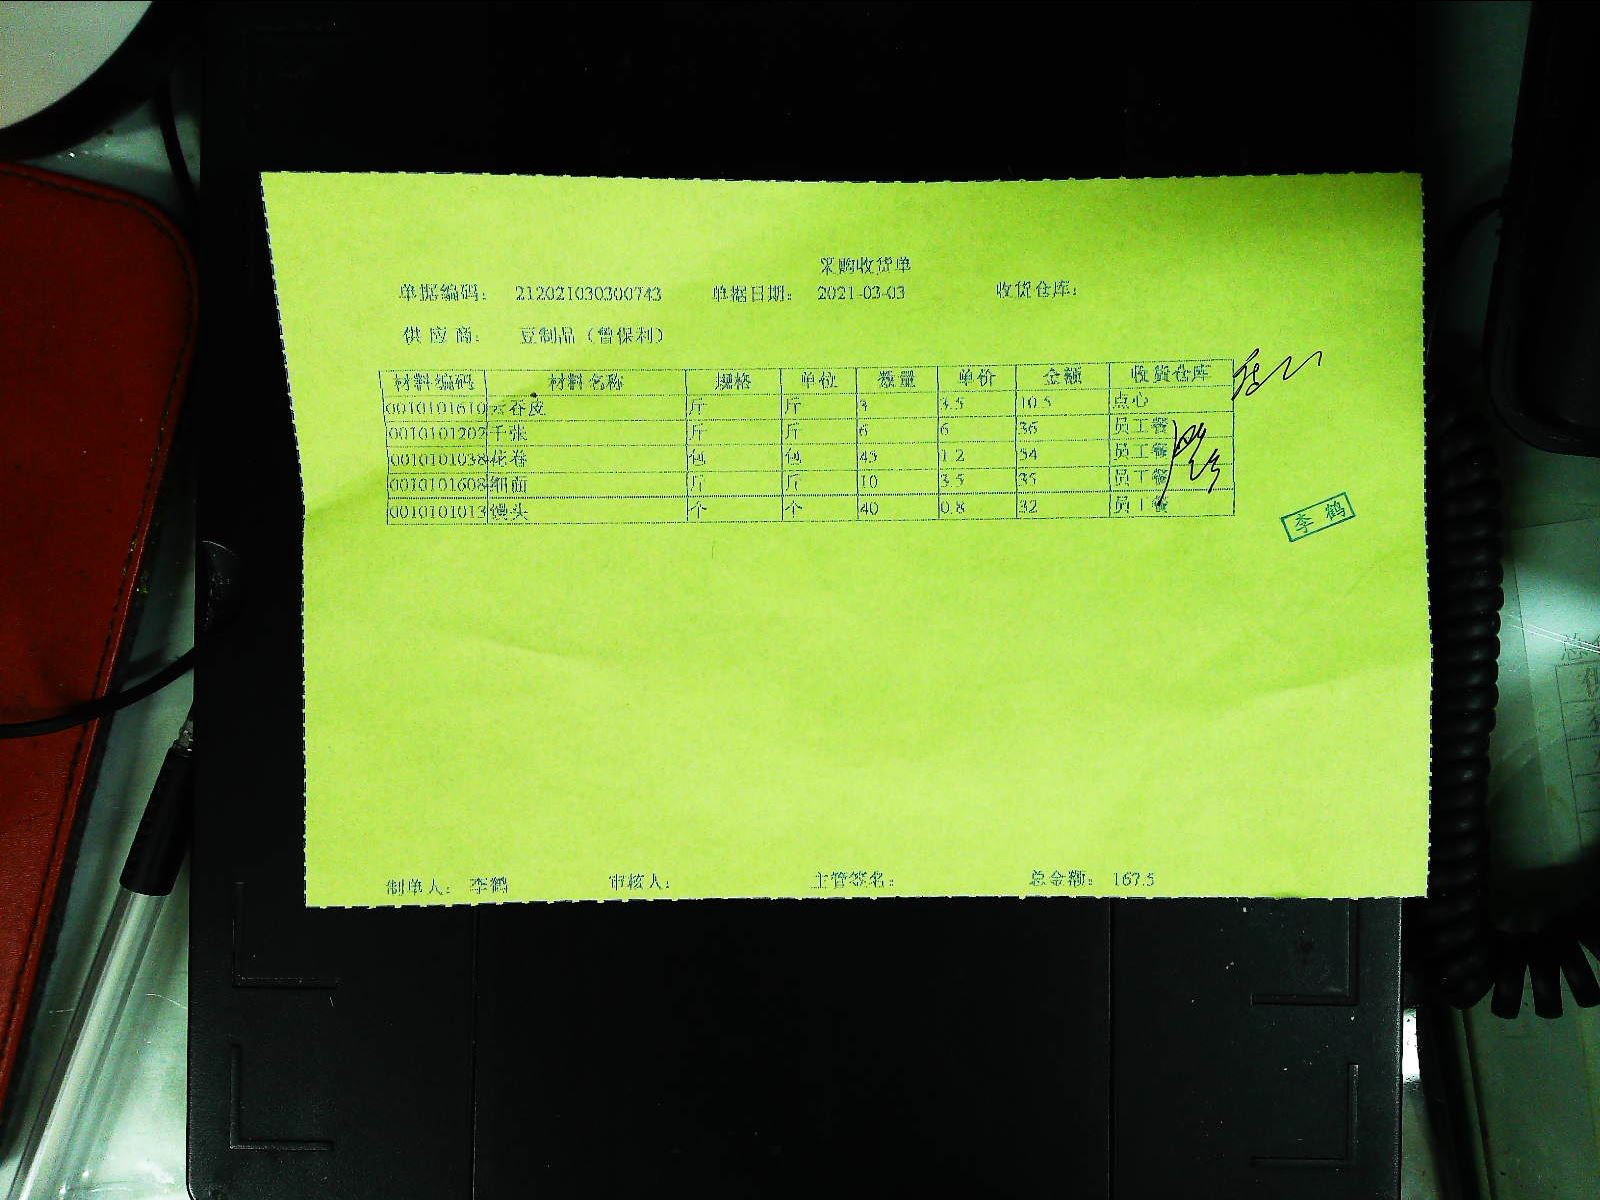 采购收货单
单据编码: 212021030300743 单据日期: 2021-03-03 收货仓库:
供应商: 豆制品（曾保利）
材料编码 材料名称 规格 单位 数量 单价 金额 收货仓库
0010101610 云吞皮 斤 斤 3 3.5 10.5 点心
0010101202 千张 斤 斤 6 6 36 员工餐
0010101038 花卷 包 包 45 1.2 54 员工餐
0010101608 细面 斤 斤 10 3.5 35 员工餐
0010101013 馒头 个 个 40 0.8 32 员工餐
李鹤
制单人: 李鹤 审核人: 主管签名: 总金额: 167.5